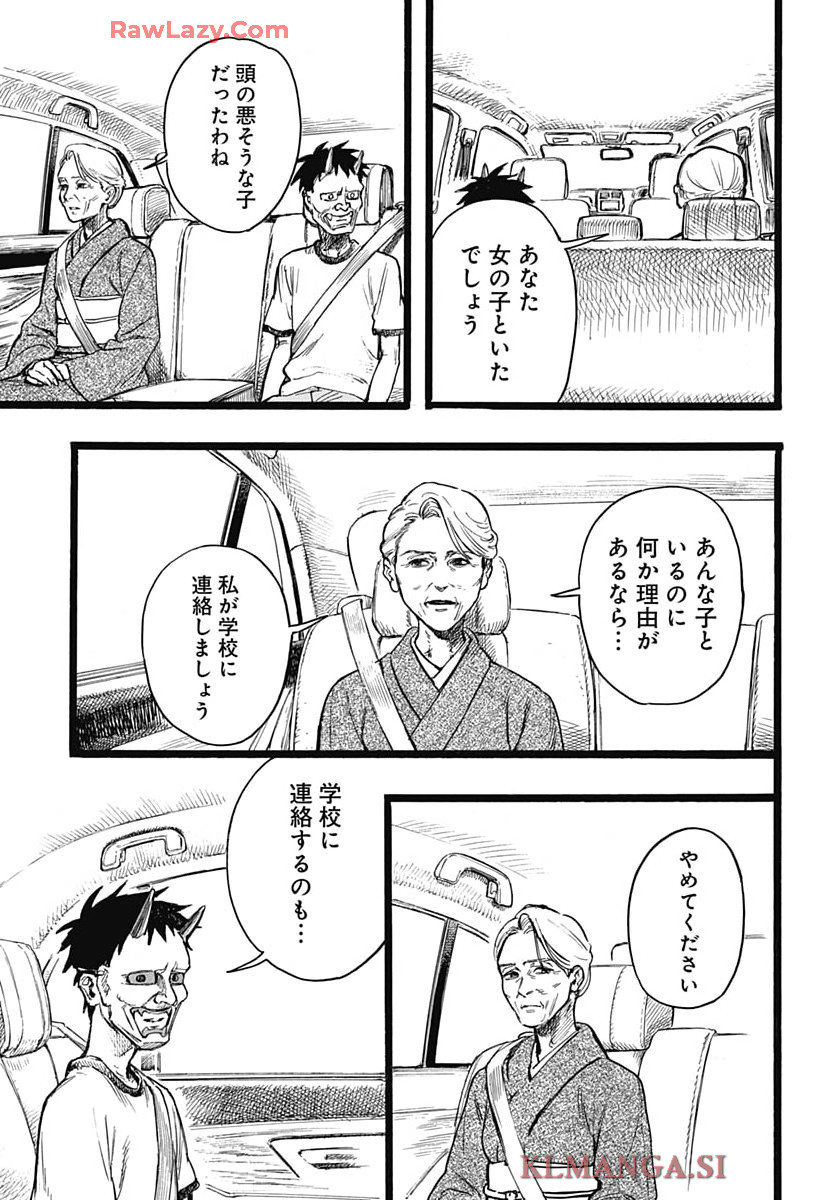 RawLazy.Com
あなた
女の子といた
でしょう
頭の悪そうな子
だったわね
あんな子と
いるのに
何か理由が
あるなら…
私が学校に
連絡しましょう
やめてください
学校に
連絡するのも…
KLMANGA.SI